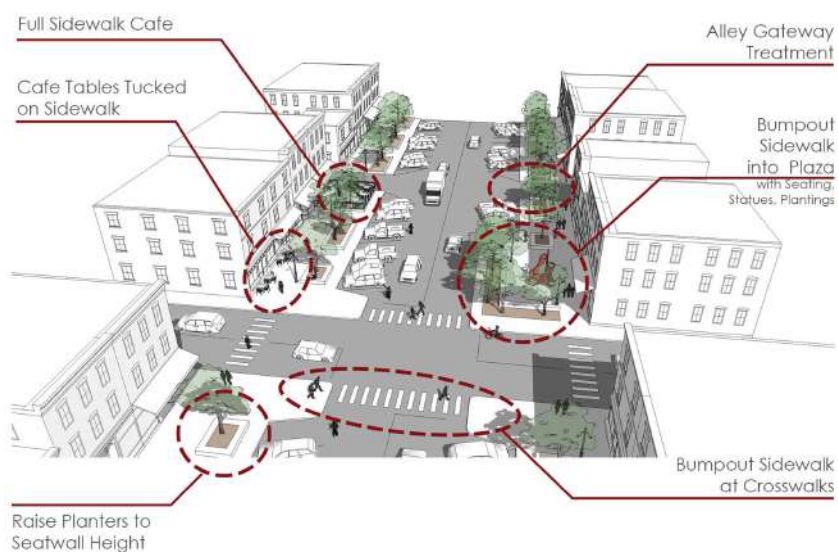 Full Sidewalk Cafe
Cafe Tables Tucked
on Sidewalk
Alley Gateway
Treatment
Bumpout
Sidewalk
into Plaza
with Seating,
Statues, Plantings
Bumpout Sidewalk
at Crosswalks
Raise Planters to
Seatwall Height